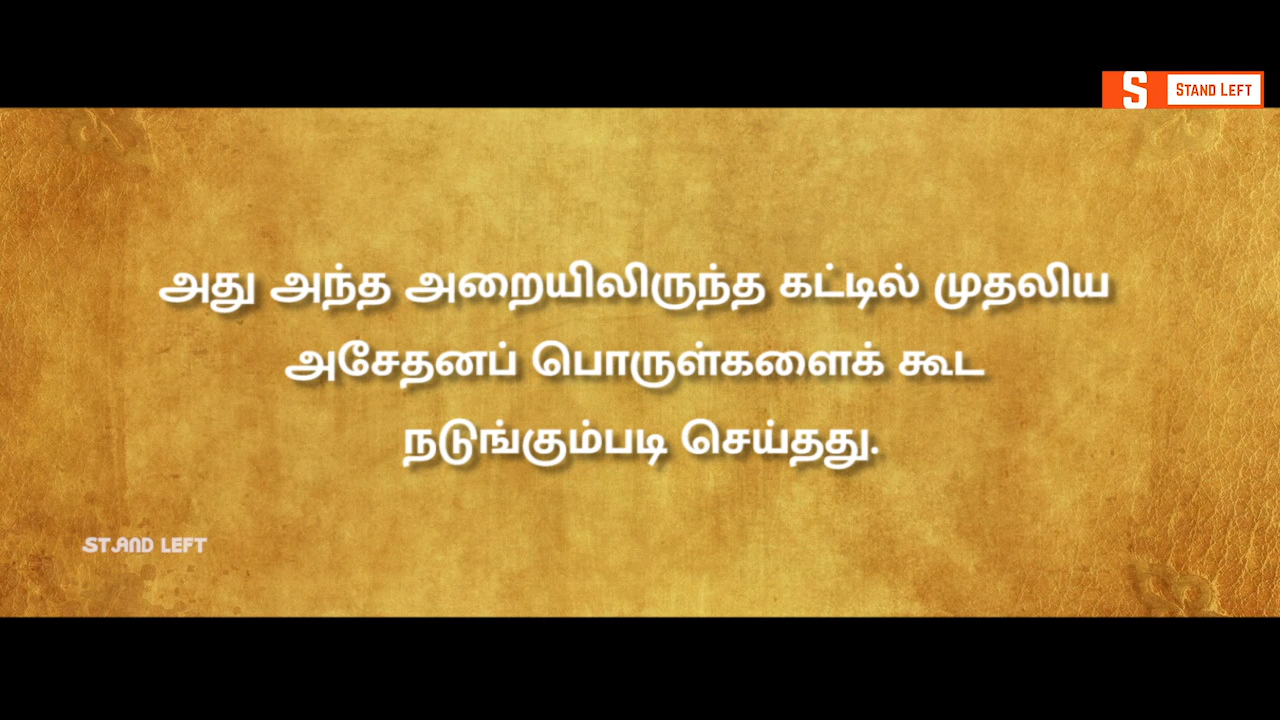 S STAND LEFT
அது அந்த அறையிலிருந்த கட்டில் முதலிய
அசேதனப் பொருள்களைக் கூட
நடுங்கும்படி செய்தது.
STAND LEFT